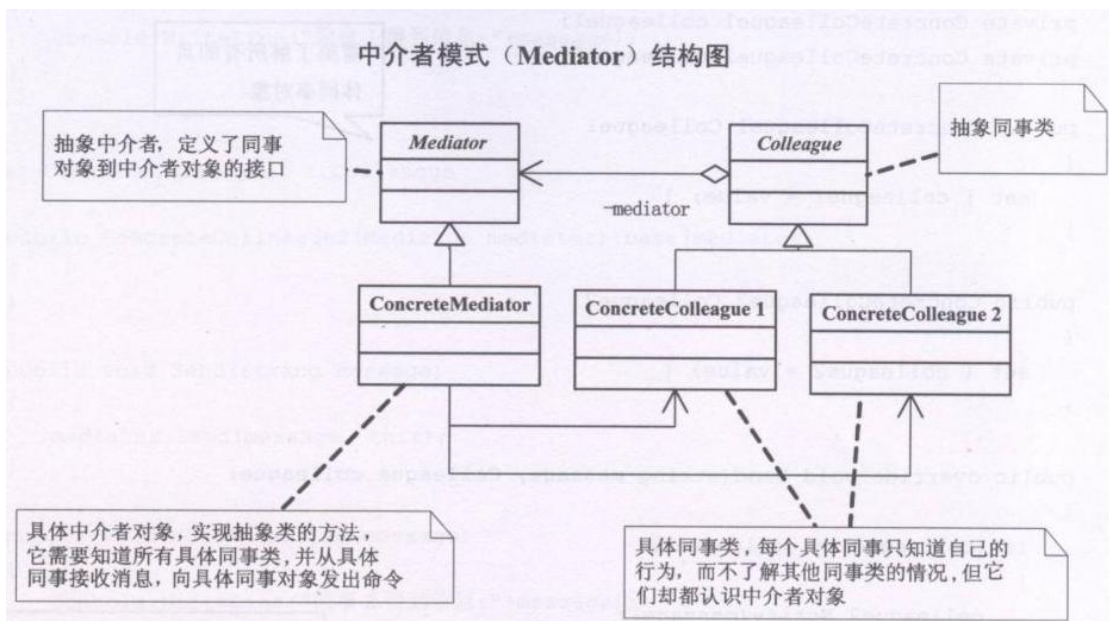 中介者模式（Mediator）结构图
抽象中介者，定义了同事
对象到中介者对象的接口
Mediator
Colleague
抽象同事类
-mediator
ConcreteMediator
ConcreteColleague 1
ConcreteColleague 2
具体中介者对象，实现抽象类的方法，
它需要知道所有具体同事类，并从具体
同事接收消息，向具体同事对象发出命令
具体同事类，每个具体同事只知道自己的
行为，而不了解其他同事类的情况，但它
们却都认识中介者对象